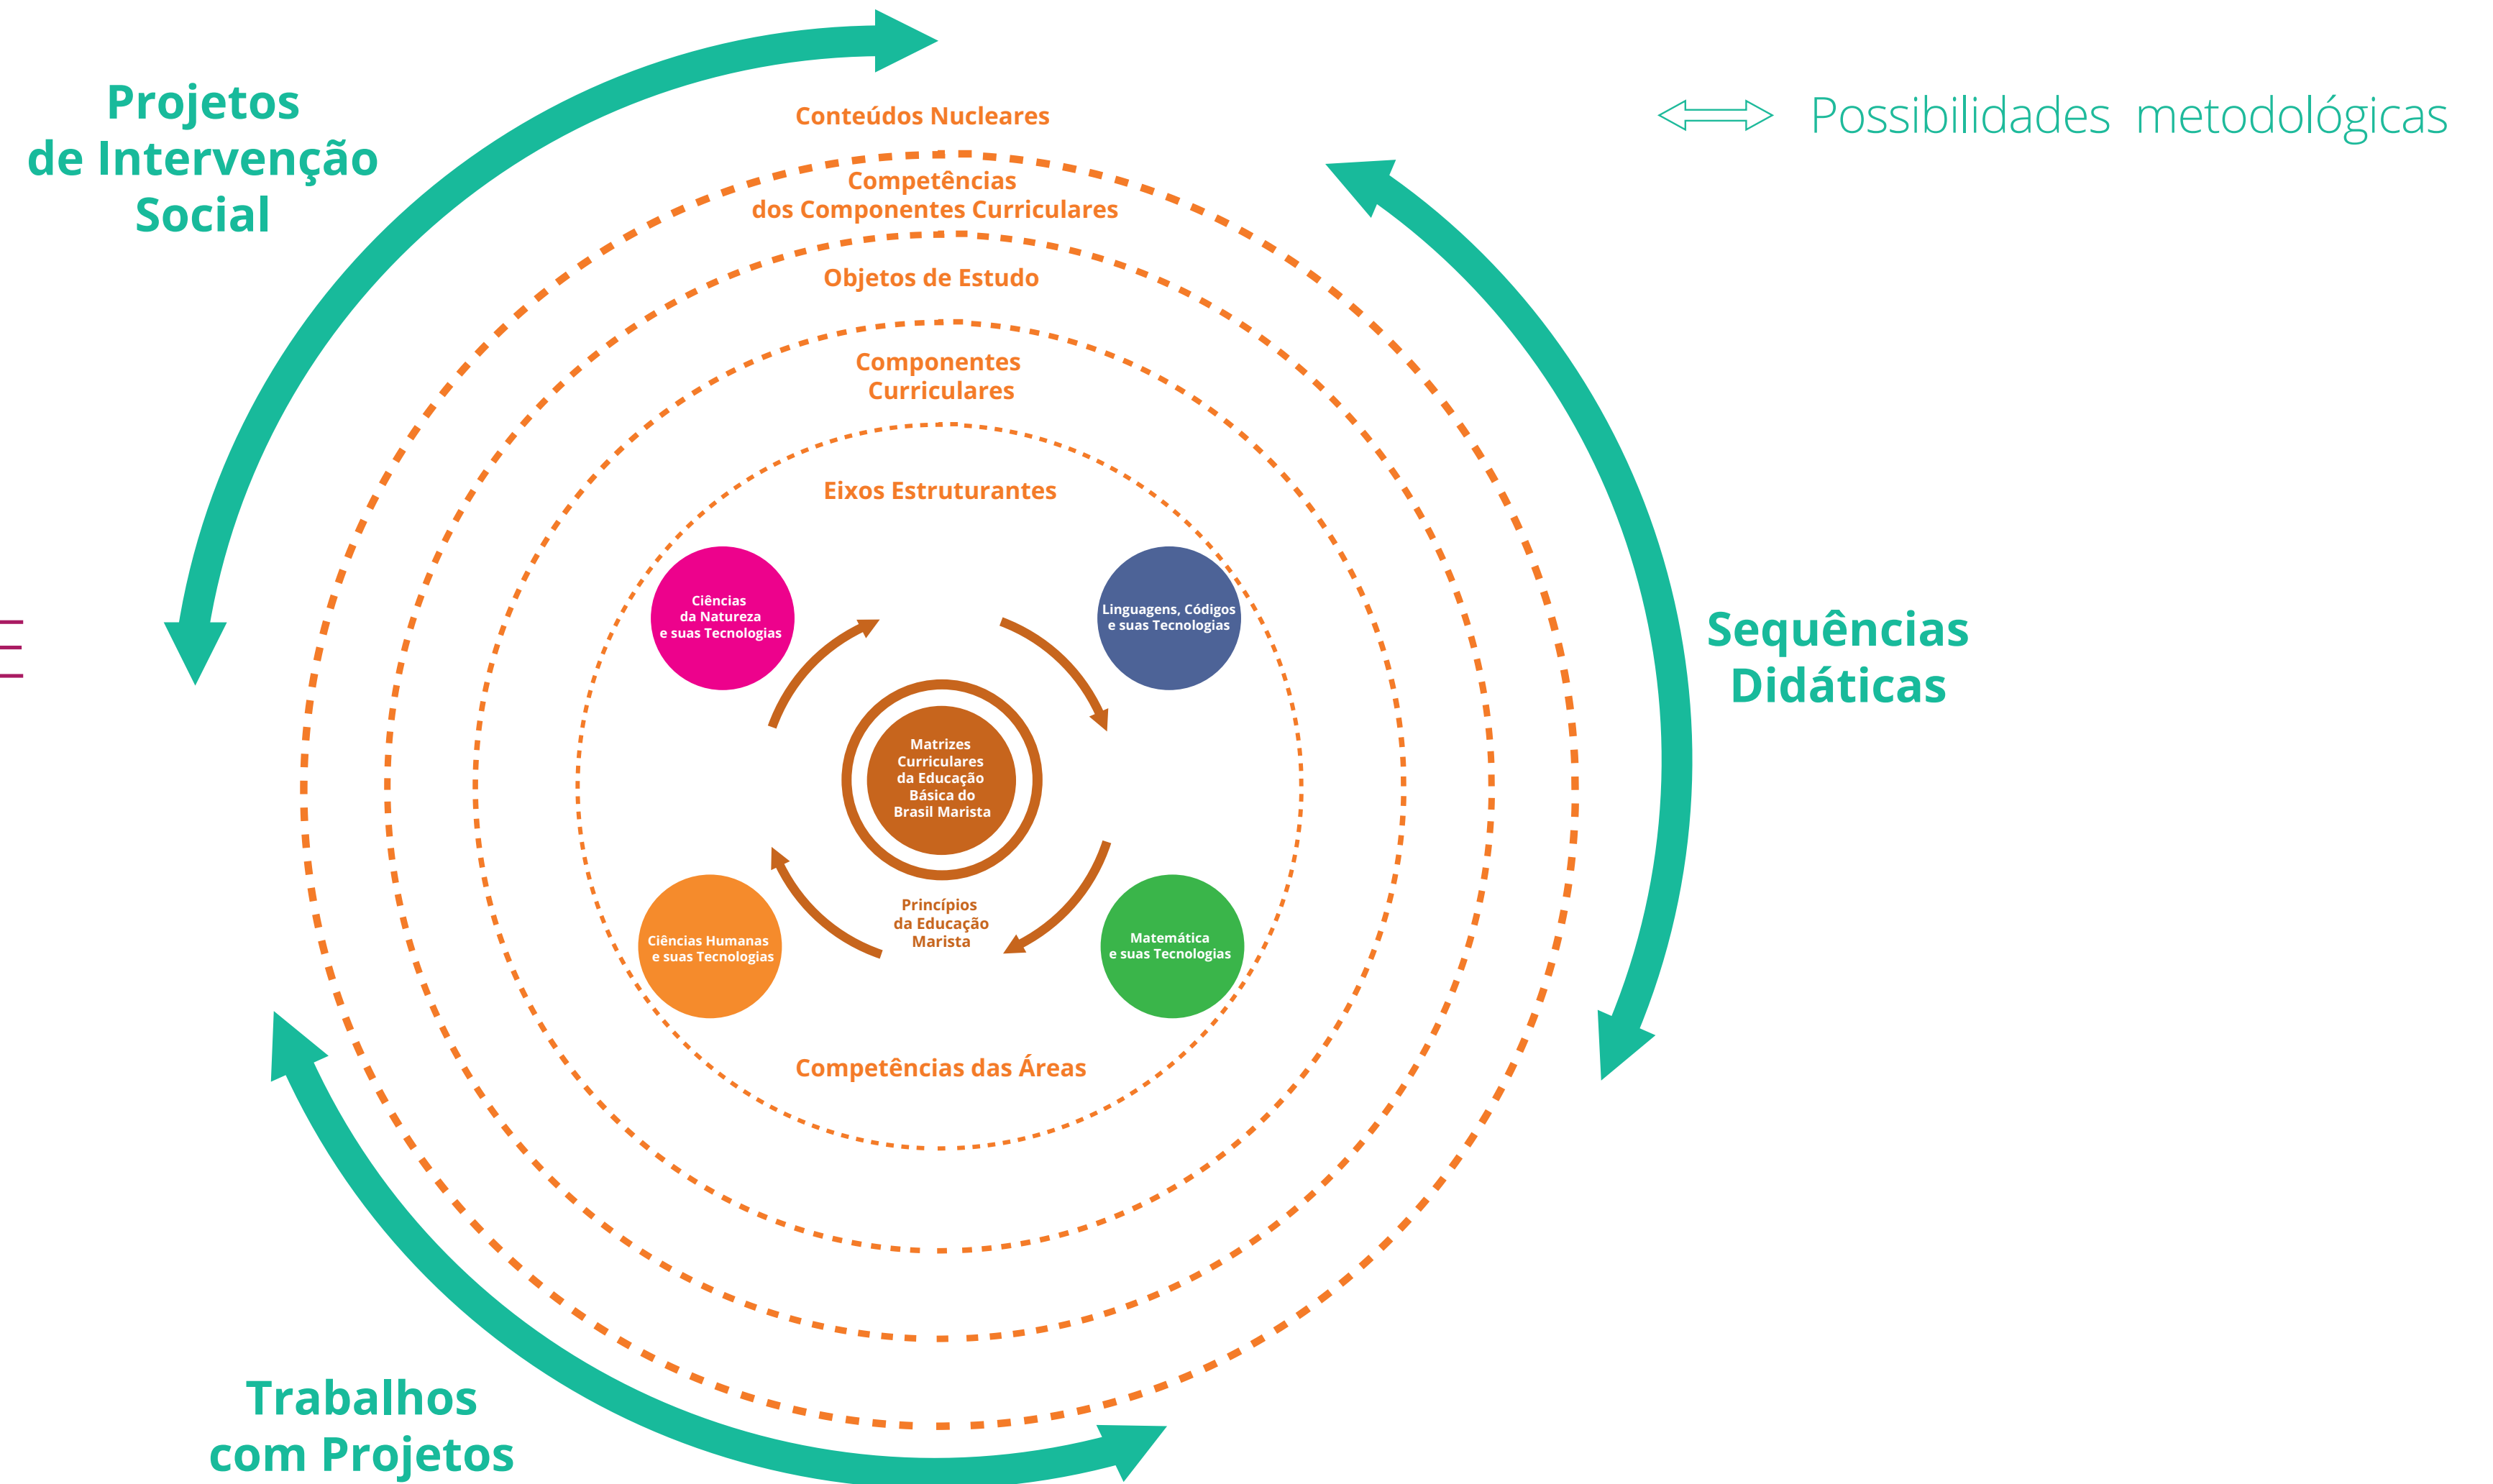 Projetos
de Intervenção
Social
Possibilidades metodológicas
Conteúdos Nucleares
Competências
dos Componentes Curriculares
Objetos de Estudo
Componentes
Curriculares
Eixos Estruturantes
Ciências
da Natureza
e suas Tecnologias
Linguagens, Códigos
e suas Tecnologias
Sequências
Didáticas
Matrizes
Curriculares
da Educação
Básica do
Brasil Marista
Princípios
da Educação
Marista
Ciências Humanas
e suas Tecnologias
Matemática
e suas Tecnologias
Competências das Áreas
Trabalhos
com Projetos